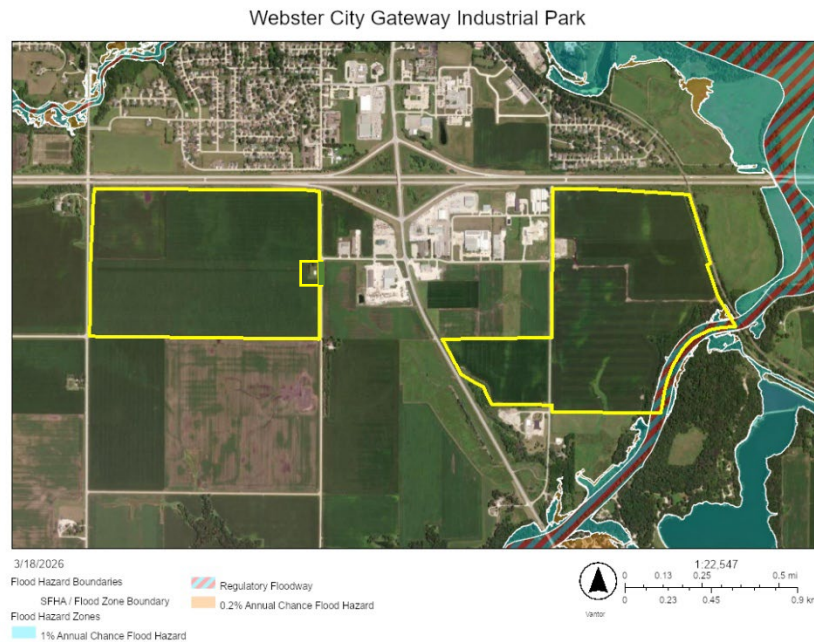 Webster City Gateway Industrial Park
3/18/2026
Flood Hazard Boundaries
SFHA / Flood Zone Boundary
Flood Hazard Zones
1% Annual Chance Flood Hazard
Regulatory Floodway
0.2% Annual Chance Flood Hazard
Vantor
1:22,547
0 0.13 0.25 0.5 mi
0 0.23 0.45 0.9 km